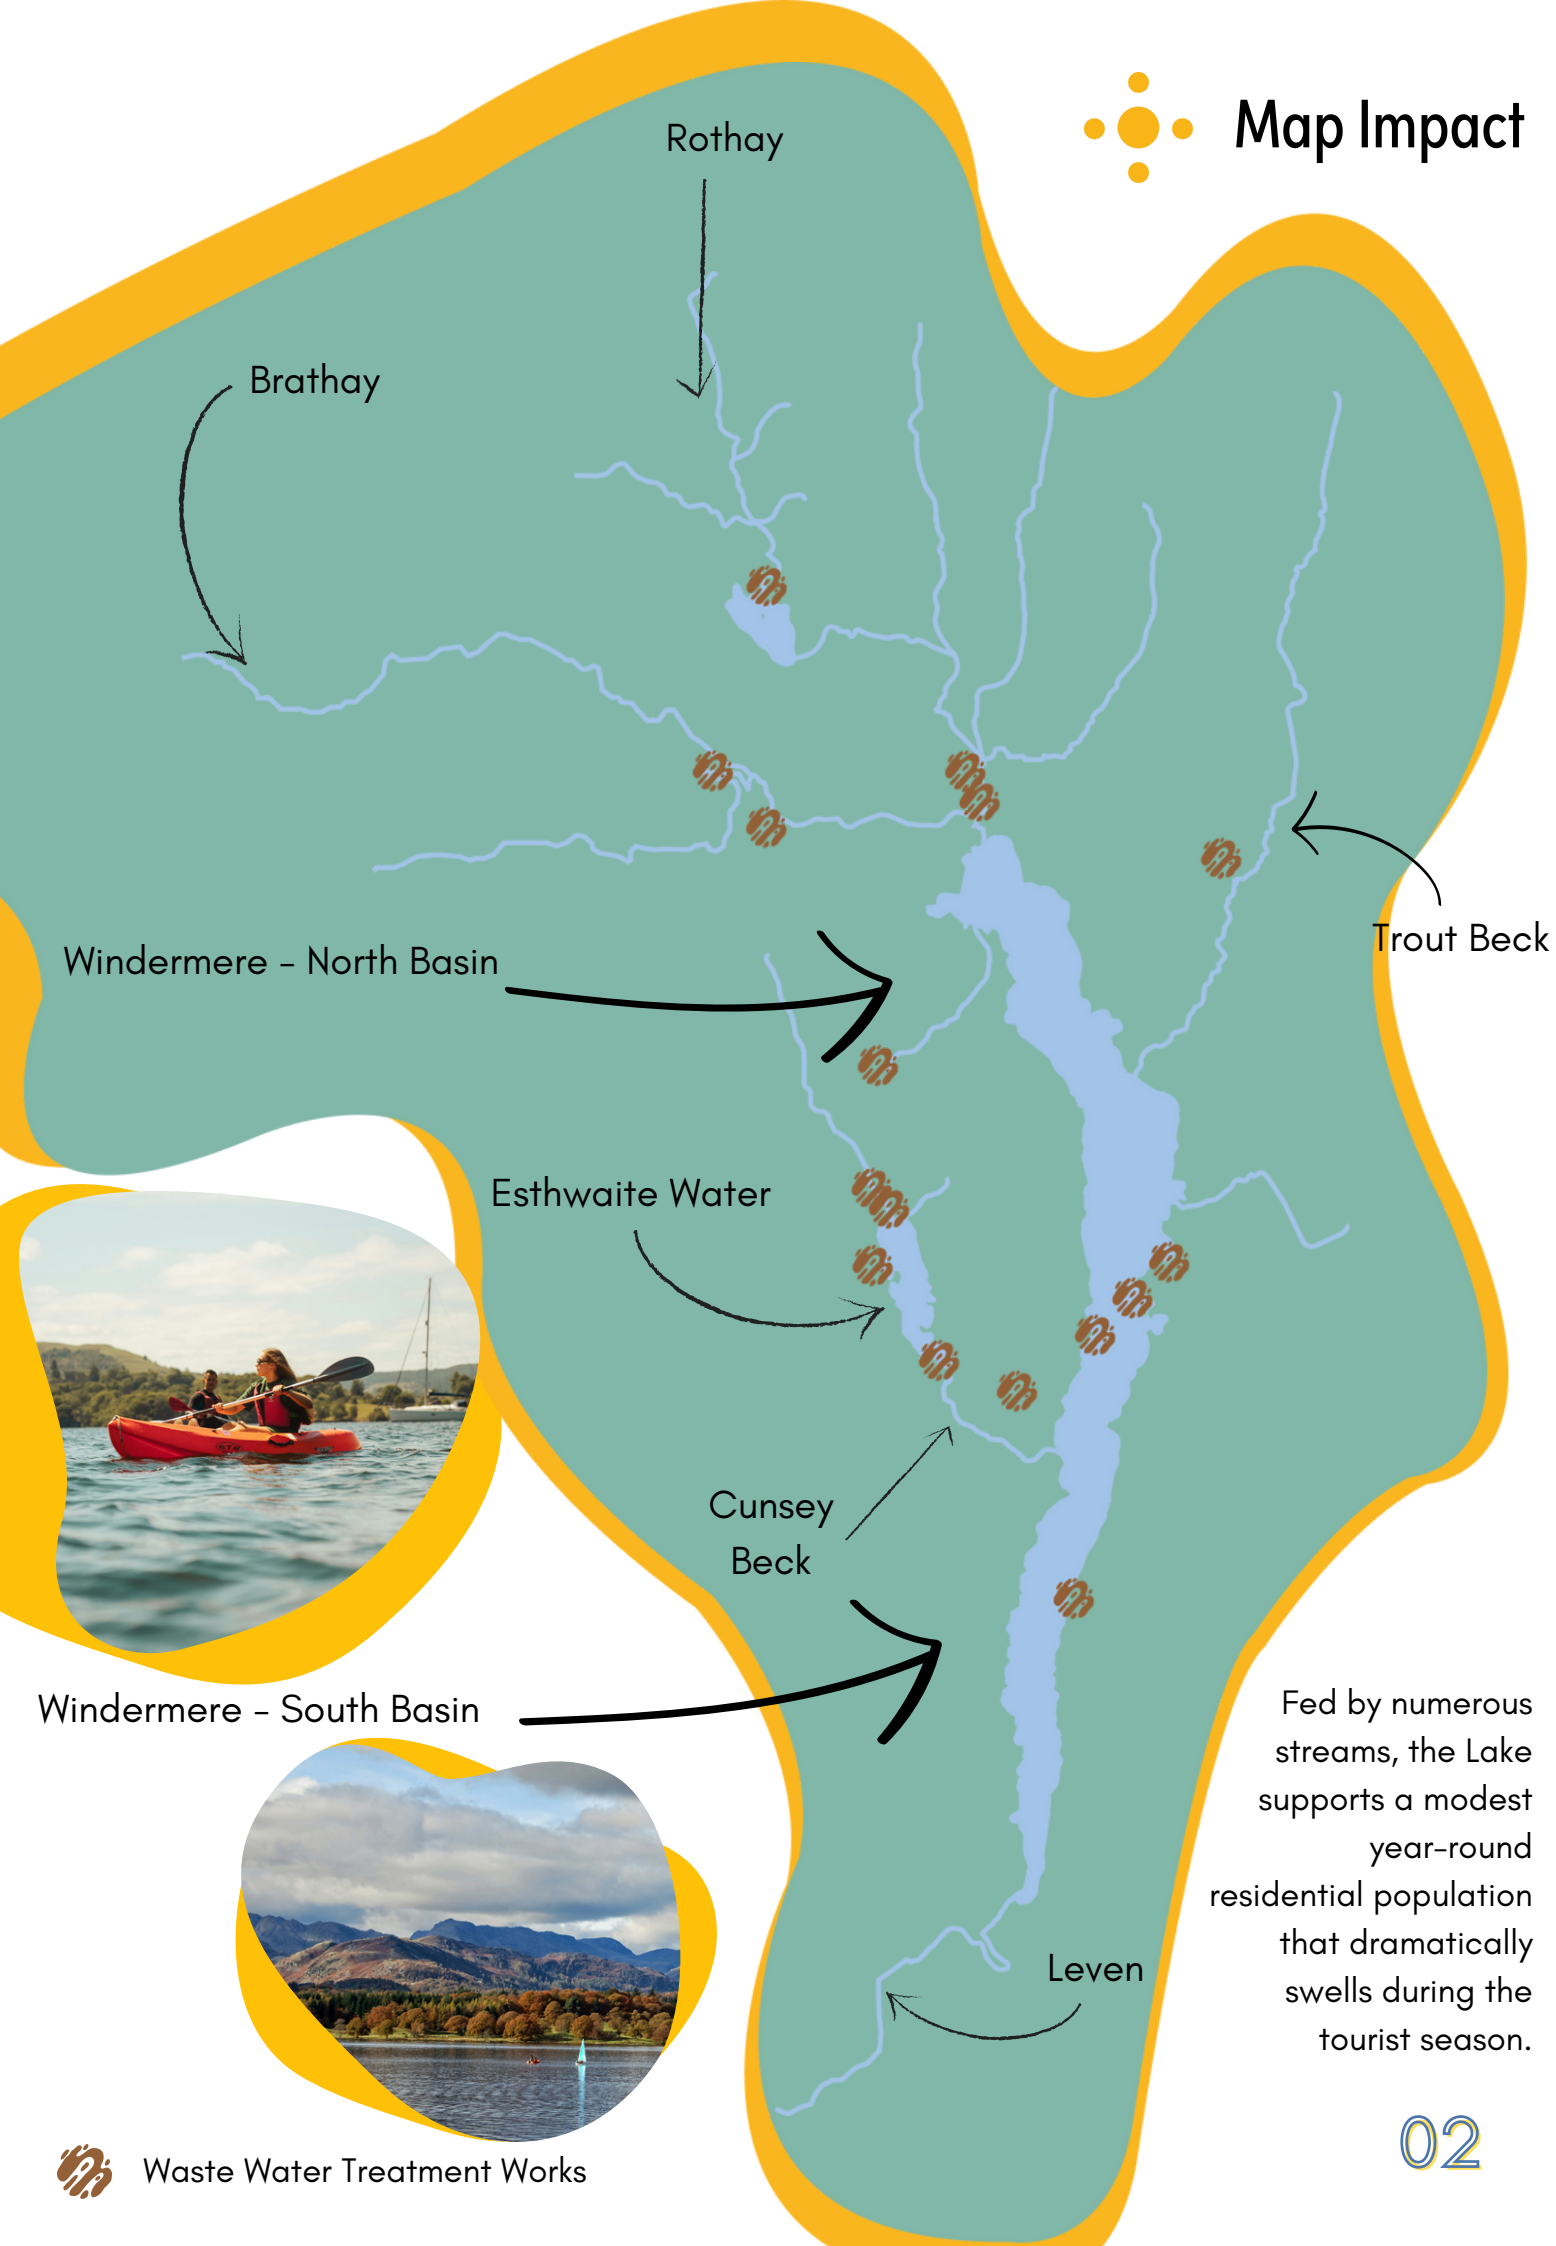 Map Impact
Rothay
Brathay
Trout Beck
Windermere - North Basin
Esthwaite Water
Cunsey
Beck
Windermere - South Basin
Fed by numerous
streams, the Lake
supports a modest
year-round
residential population
that dramatically
swells during the
tourist season.
Leven
Waste Water Treatment Works
02